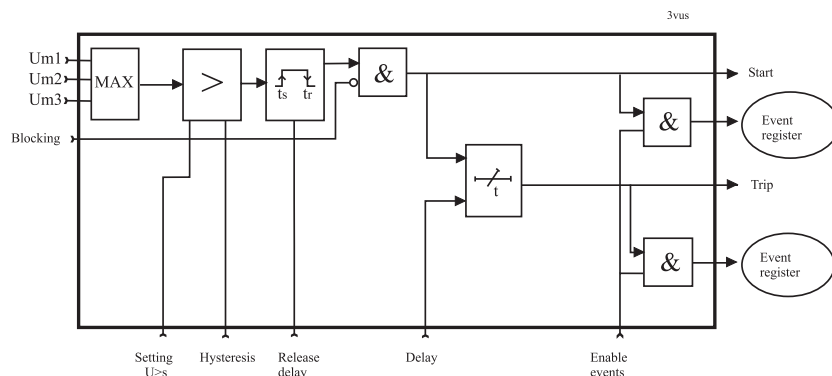 3vus
Um1
Um2
Um3
MAX
>
ts tr
&
Start
Blocking
&
Event
register
t
Trip
&
Event
register
Setting
U>s
Hysteresis
Release
delay
Delay
Enable
events